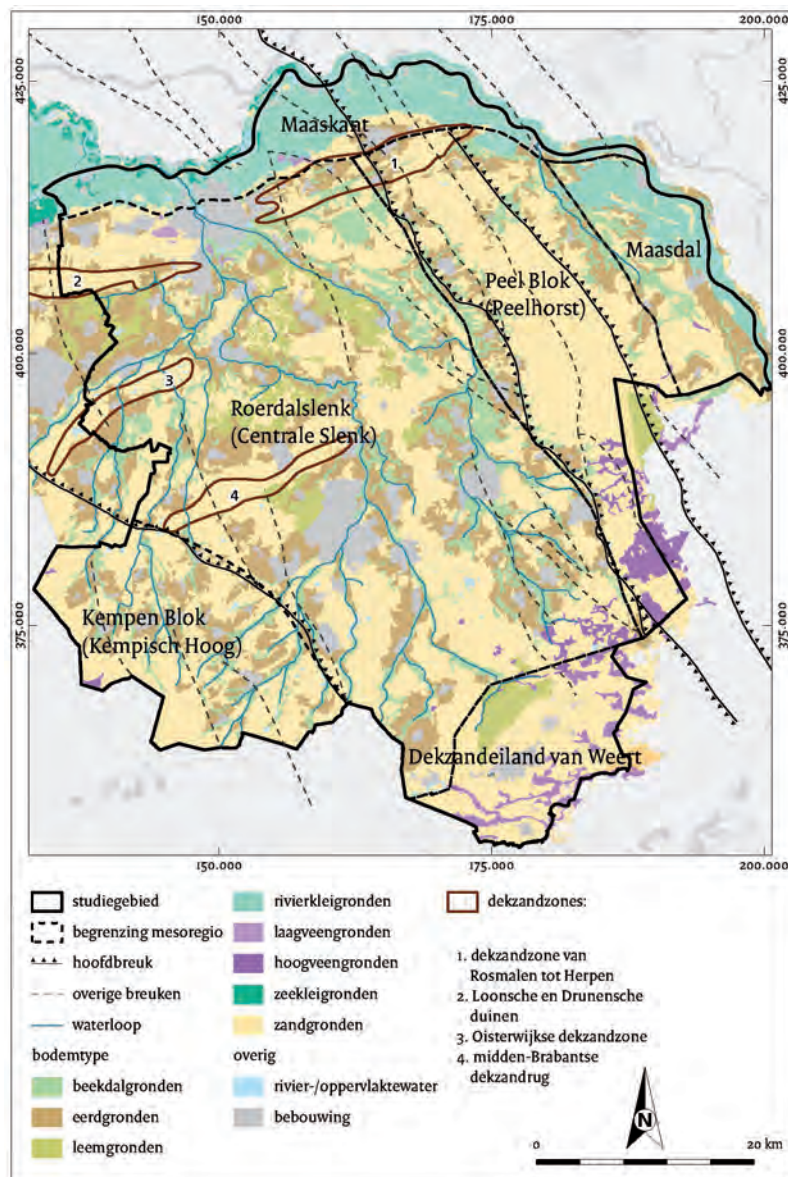 150.000
175.000
200.000
425.000
425.000
Maaskant
1
Maasdal
2
Peel Blok
(Peelhorst)
400.000
400.000
3
Roerdalslenk
(Centrale Slenk)
4
375.000
375.000
Kempen Blok
(Kempisch Hoog)
Dekzandeiland van Weert
150.000
175.000
200.000
studiegebied
begrenzing mesoregio
hoofdbreuk
overige breuken
waterloop
bodemtype
beekdalgronden
eerdgronden
leemgronden
rivierkleigronden
laagveengronden
hoogveengronden
zeekleigronden
zandgronden
overig
rivier-/oppervlaktewater
bebouwing
dekzandzones:
1. dekzandzone van
Rosmalen tot Herpen
2. Loonsche en Drunensche
duinen
3. Oisterwijkse dekzandzone
4. midden-Brabantse
dekzandrug
N
0
20 km